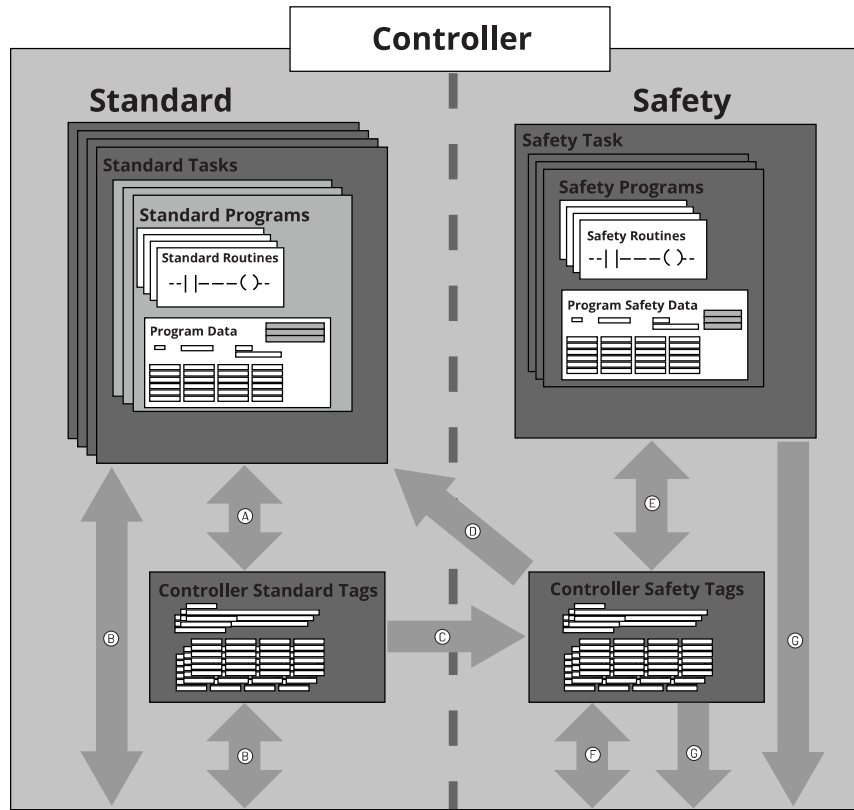 Controller
Standard
Safety
Standard Tasks
Standard Programs
Standard Routines
Program Data
Safety Task
Safety Programs
Safety Routines
Program Safety Data
A
D
E
Controller Standard Tags
Controller Safety Tags
B
C
G
B
F
G